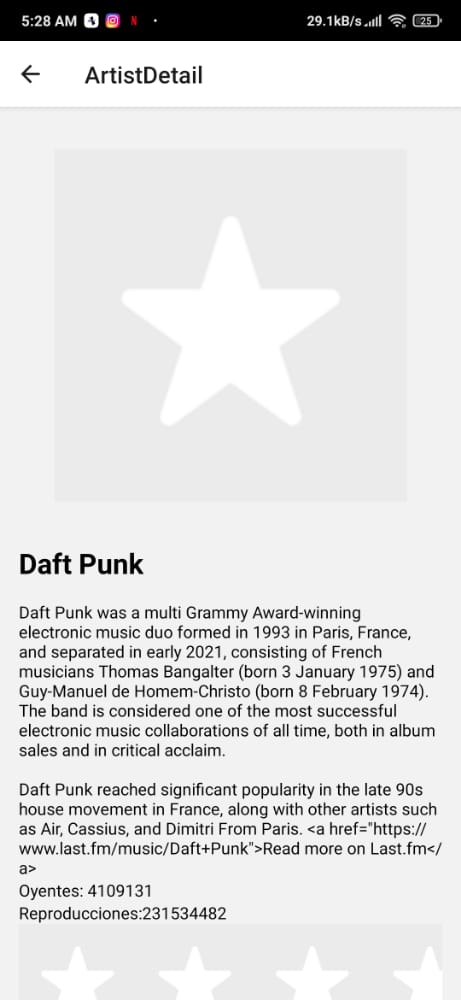 5:28 AM
29.1kB/s
25
ArtistDetail
Daft Punk
Daft Punk was a multi Grammy Award-winning
electronic music duo formed in 1993 in Paris, France,
and separated in early 2021, consisting of French
musicians Thomas Bangalter (born 3 January 1975) and
Guy-Manuel de Homem-Christo (born 8 February 1974).
The band is considered one of the most successful
electronic music collaborations of all time, both in album
sales and in critical acclaim.
Daft Punk reached significant popularity in the late 90s
house movement in France, along with other artists such
as Air, Cassius, and Dimitri From Paris. <a href="https://
www.last.fm/music/Daft+Punk">Read more on Last.fm</
a>
Oyentes: 4109131
Reproducciones:231534482